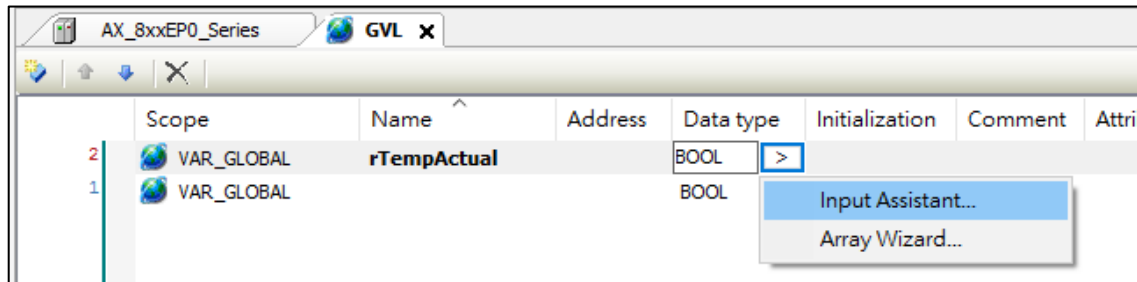 AX_8xxEP0_Series GVL
Scope Name Address Data type Initialization Comment Attri
2 VAR_GLOBAL rTempActual BOOL >
1 VAR_GLOBAL BOOL
Input Assistant...
Array Wizard...